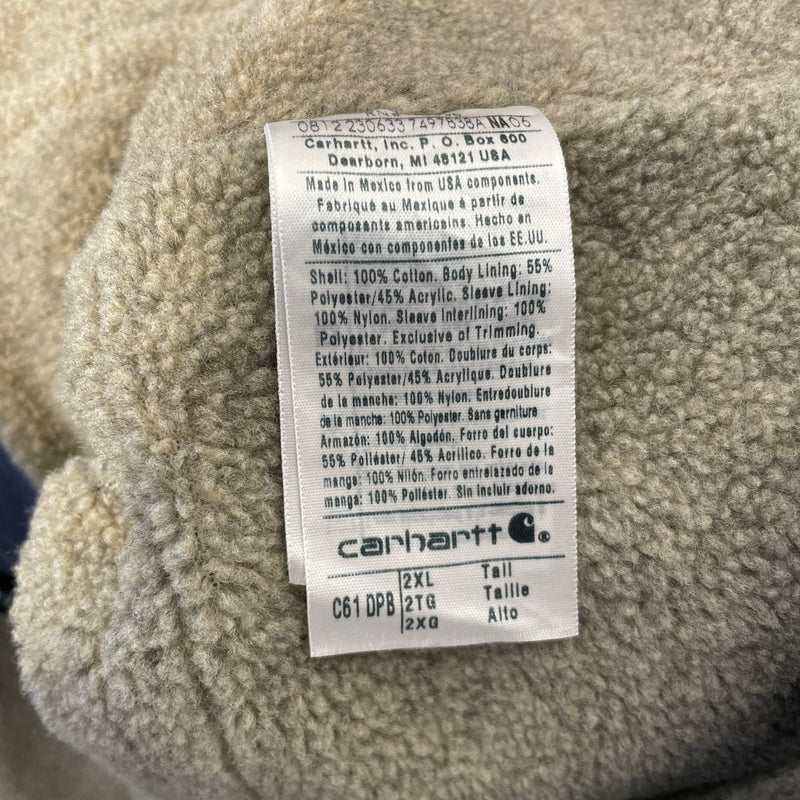 0812 230633 7497838A NA06
Carhartt, Inc. P. O. Box 600
Dearborn, MI 48121 USA
Made in Mexico from USA components.
Fabriqué au Mexique à partir de
composants americains. Hecho en
México con componentes de los EE.UU.
Shell: 100% Cotton. Body Lining: 55%
Polyester/45% Acrylic. Sleeve Lining:
100% Nylon. Sleeve Interlining: 100%
Polyester. Exclusive of Trimming.
Extérieur: 100% Coton. Doublure du corps:
55% Polyester/45% Acrylique. Doublure
de la manche: 100% Nylon. Entredoublure
de la manche: 100% Polyester. Sans garniture
Armazón: 100% Algodón. Forro del cuerpo:
55% Poliéster/ 45% Acrílico. Forro de la
manga: 100% Nilón. Forro entrelazado de la
manga: 100% Poliéster. Sin incluir adorno.
carhartt ®
C61 DPB 2XL Tall
2TG Taille
2XG Alto